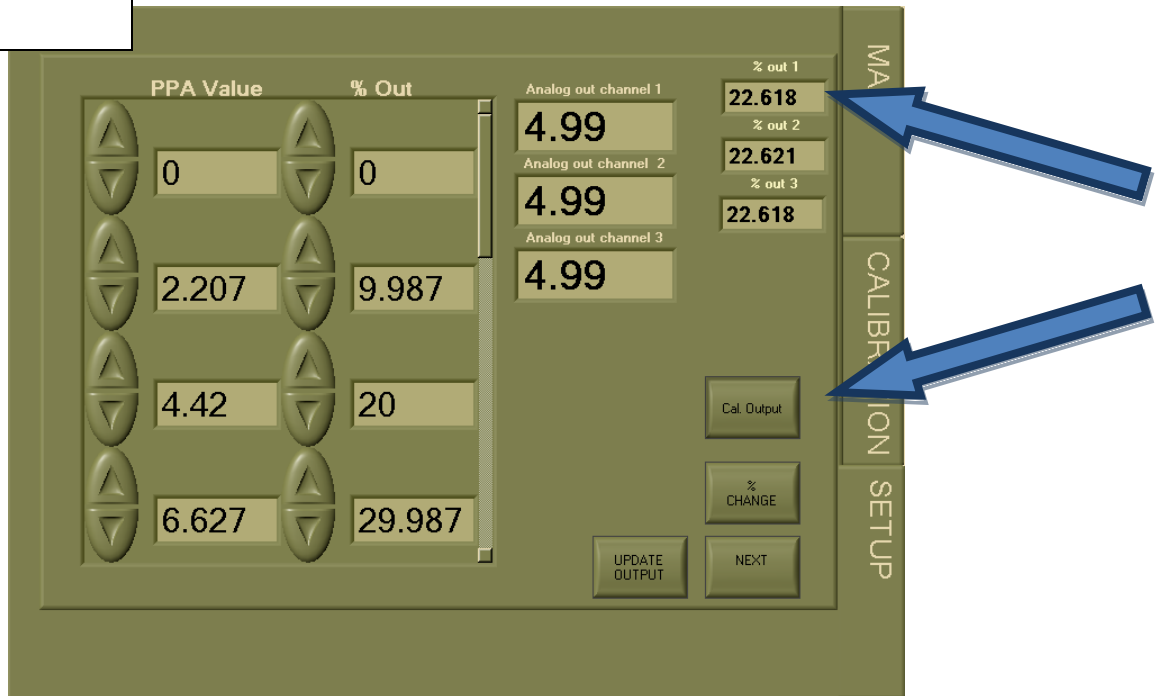 PPA Value
% Out
0
0
2.207
9.987
4.42
20
6.627
29.987
Analog out channel 1
4.99
Analog out channel 2
4.99
Analog out channel 3
4.99
% out 1
22.618
% out 2
22.621
% out 3
22.618
Cal. Output
%
CHANGE
UPDATE
OUTPUT
NEXT
SETUP